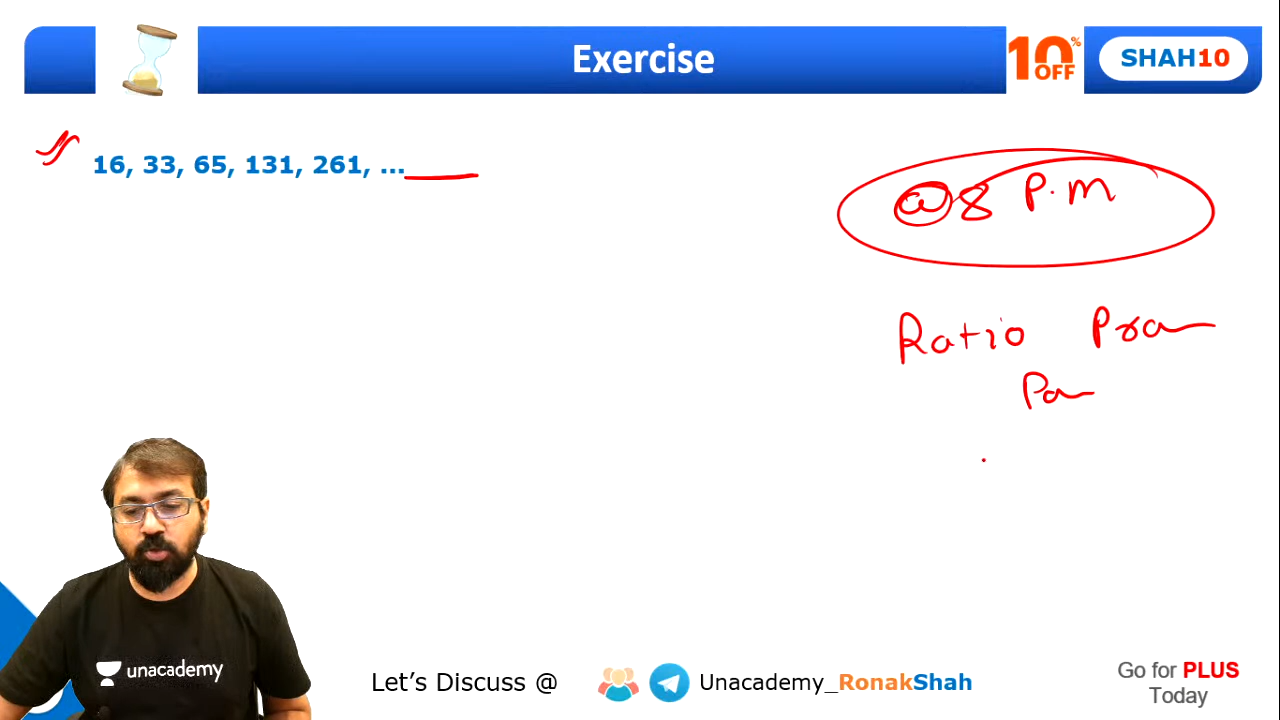 Exercise
10% OFF
SHAH10
16, 33, 65, 131, 261, ...____
@ 8 P.M
Ratio
unacademy
Let's Discuss @
Unacademy_RonakShah
Go for PLUS
Today